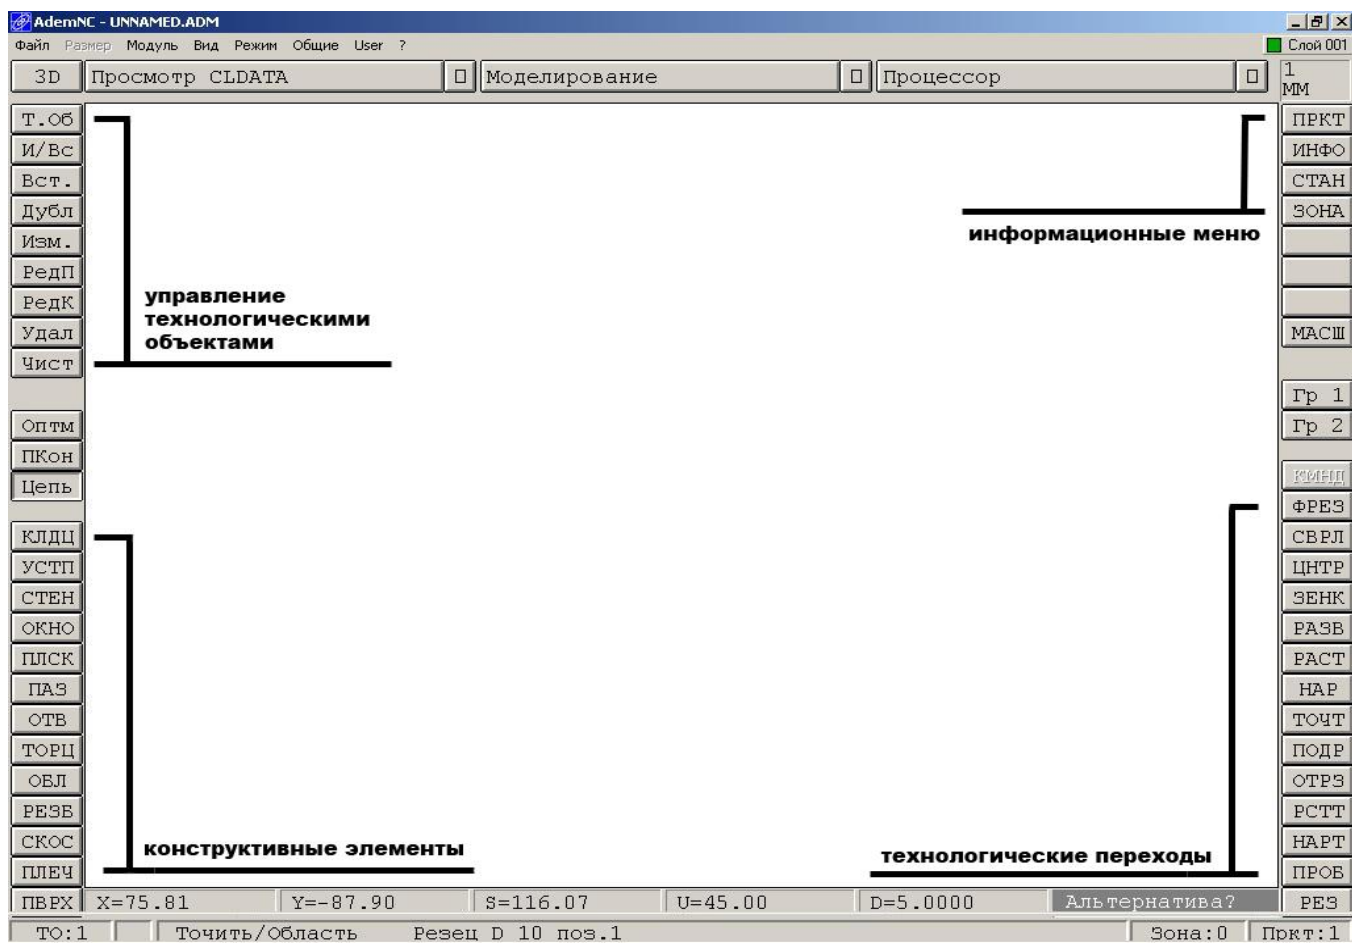 AdemNC - UNNAMED.ADM
Файл Размер Модуль Вид Режим Общие User ?
Слой 001
3D
Просмотр CLDATA
Моделирование
Процессор
1
ММ
Т.Об
И/Вс
Вст.
Дубл
Изм.
РедП
РедК
Удал
Чист
Оптм
ПКон
Цепь
КЛДЦ
УСТП
СТЕН
ОКНО
ПЛСК
ПАЗ
ОТВ
ТОРЦ
ОБЛ
РЕЗБ
СКОС
ПЛЕЧ
ПВРХ
управление
технологическими
объектами
конструктивные элементы
информационные меню
технологические переходы
ПРКТ
ИНФО
СТАН
ЗОНА
МАСШ
Гр 1
Гр 2
КМНД
ФРЕЗ
СВРЛ
ЦНТР
ЗЕНК
РАЗВ
РАСТ
НАР
ТОЧТ
ПОДР
ОТРЗ
РСТТ
НАРТ
ПРОБ
РЕЗ
X=75.81
Y=-87.90
S=116.07
U=45.00
D=5.0000
Альтернатива?
ТО:1
Точить/Область Резец D 10 поз.1
Зона:0
Пркт:1